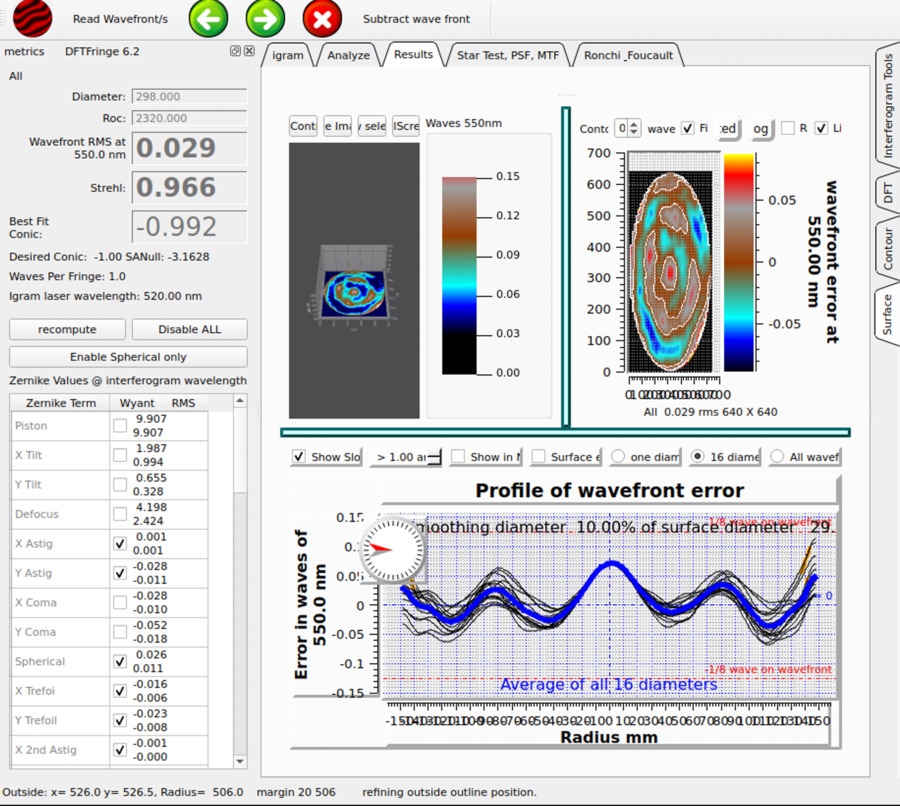 Read Wavefront/s
Subtract wave front
metrics DFTFringe 6.2
igram
Analyze
Results
Star Test, PSF, MTF
Ronchi _Foucault
Interferogram Tools
DFT
Contour
Surface
All
Diameter: 298.000
Roc: 2320.000
Wavefront RMS at
550.0 nm
0.029
Strehl: 0.966
Best Fit
Conic:
-0.992
Desired Conic: -1.00 SANull: -3.1628
Waves Per Fringe: 1.0
Igram laser wavelength: 520.00 nm
recompute
Disable ALL
Enable Spherical only
Zernike Values @ interferogram wavelength
Zernike Term Wyant RMS
Piston 9.907
9.907
X Tilt 1.987
0.994
Y Tilt 0.655
0.328
Defocus 4.198
2.424
X Astig 0.001
0.001
Y Astig -0.028
-0.011
X Coma -0.028
-0.010
Y Coma -0.052
-0.018
Spherical 0.026
0.011
X Trefoi -0.016
-0.006
Y Trefoil -0.023
-0.008
X 2nd Astig -0.001
-0.000
Waves 550nm
0.15
0.12
0.09
0.06
0.03
0.00
0 wave Fi ed og R Li
700
600
500
400
300
200
100
0
0.05
0
-0.05
wavefront error at
550.00 nm
All 0.029 rms 640 X 640
Show Slo
> 1.00 ar
Show in
Surface e
one diam
16 diame
All wavef
Profile of wavefront error
moothing diameter 10.00% of surface diameter 29.
1/8 wave on wavefront
Error in waves of
550.0 nm
0.15
0
-0.05
-0.1
-0.15
0
-1/8 wave on wavefront
Average of all 16 diameters
Radius mm
Outside: x= 526.0 y= 526.5, Radius= 506.0 margin 20 506 refining outside outline position.